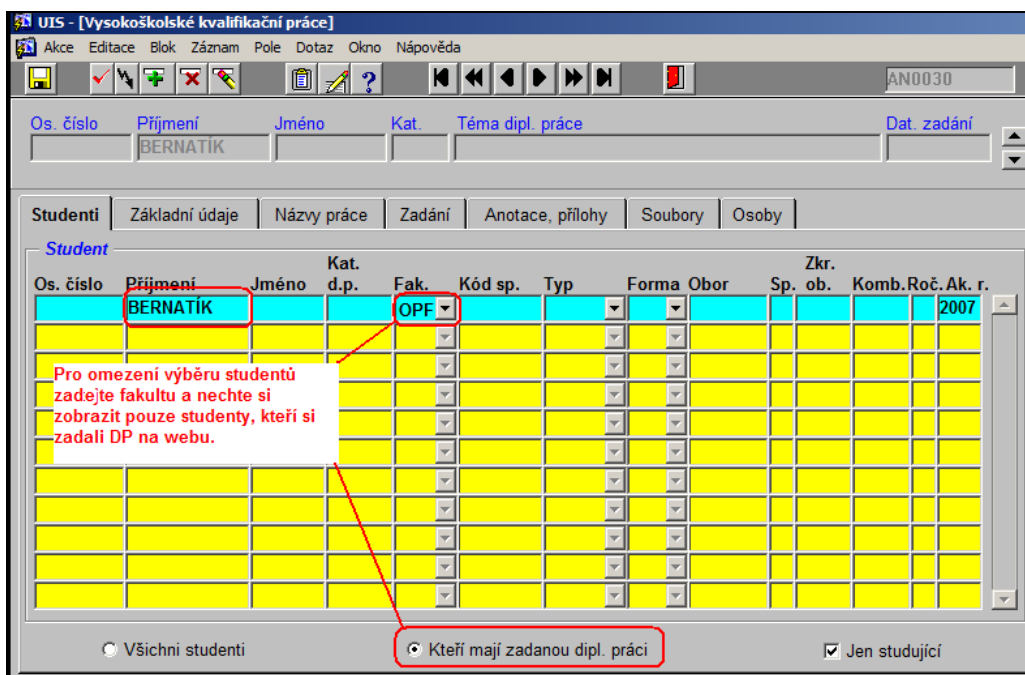 UIS - [Vysokoškolské kvalifikační práce]
Akce Editace Blok Záznam Pole Dotaz Okno Nápověda
AN0030
Os. číslo Příjmení Jméno Kat. Téma dipl. práce Dat. zadání
BERNATÍK
Studenti Základní údaje Názvy práce Zadání Anotace, přílohy Soubory Osoby
Student
Kat. Zkr.
Os. číslo Příjmení Jméno d.p. Fak. Kód sp. Typ Forma Obor Sp. ob. Komb. Roč. Ak. r.
BERNATÍK OPF 2007
Pro omezení výběru studentů
zadejte fakultu a nechte si
zobrazit pouze studenty, kteří si
zadali DP na webu.
Všichni studenti Kteří mají zadanou dipl. práci Jen studující